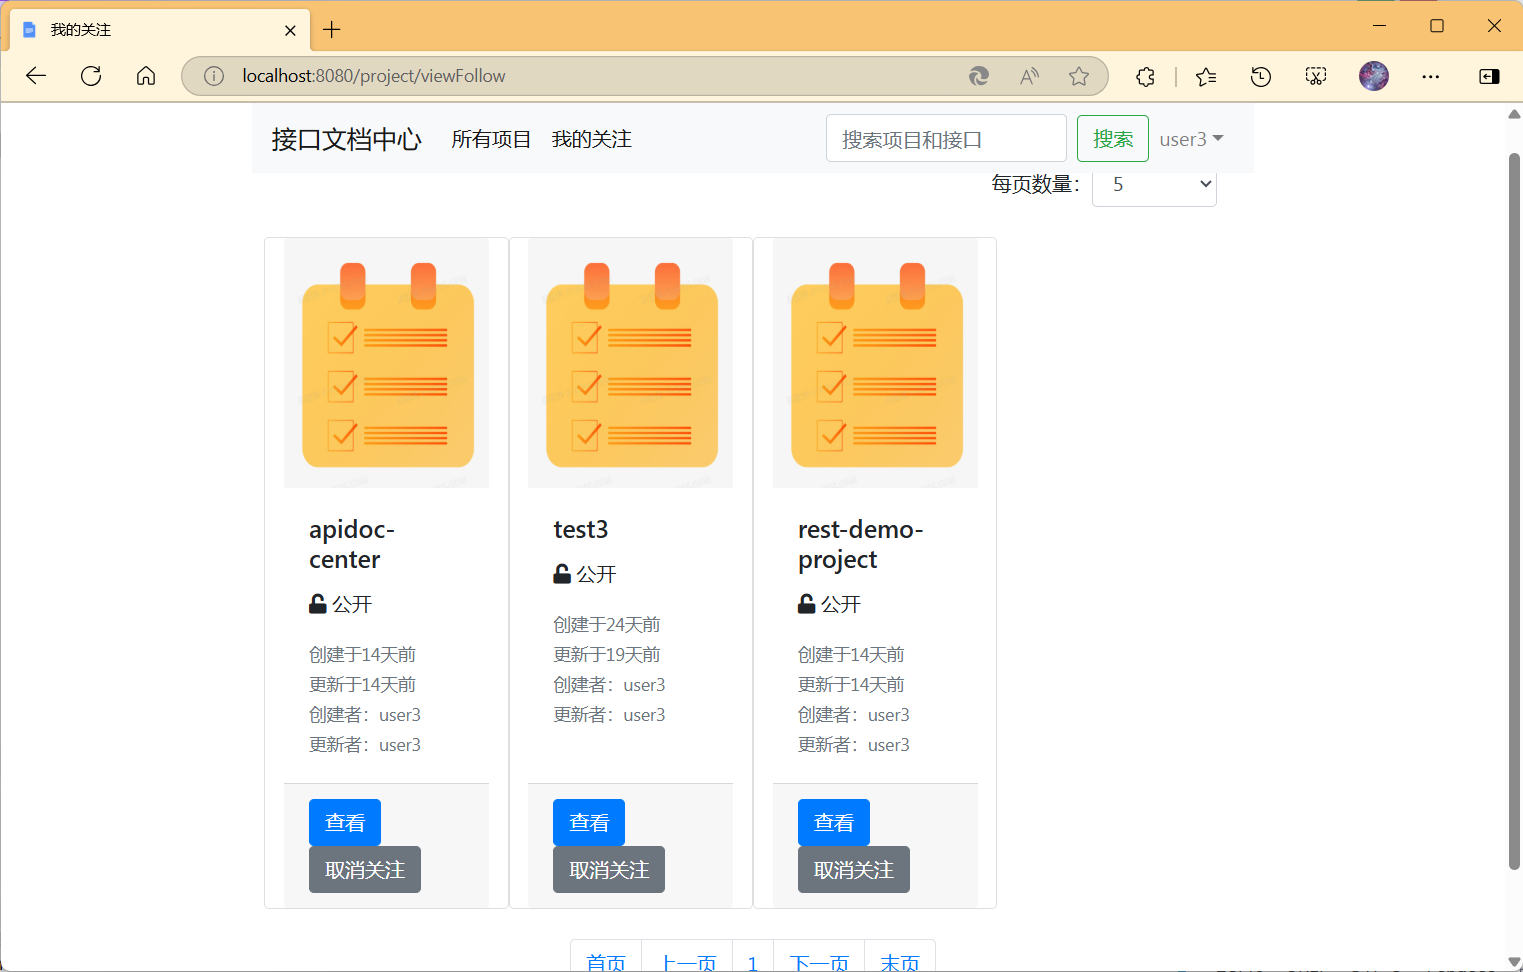 我的关注
localhost:8080/project/viewFollow
接口文档中心 所有项目 我的关注 搜索项目和接口 搜索 user3
每页数量： 5
apidoc-
center
公开
创建于14天前
更新于14天前
创建者：user3
更新者：user3
查看
取消关注
test3
公开
创建于24天前
更新于19天前
创建者：user3
更新者：user3
查看
取消关注
rest-demo-
project
公开
创建于14天前
更新于14天前
创建者：user3
更新者：user3
查看
取消关注
首页 上一页 1 下一页 末页